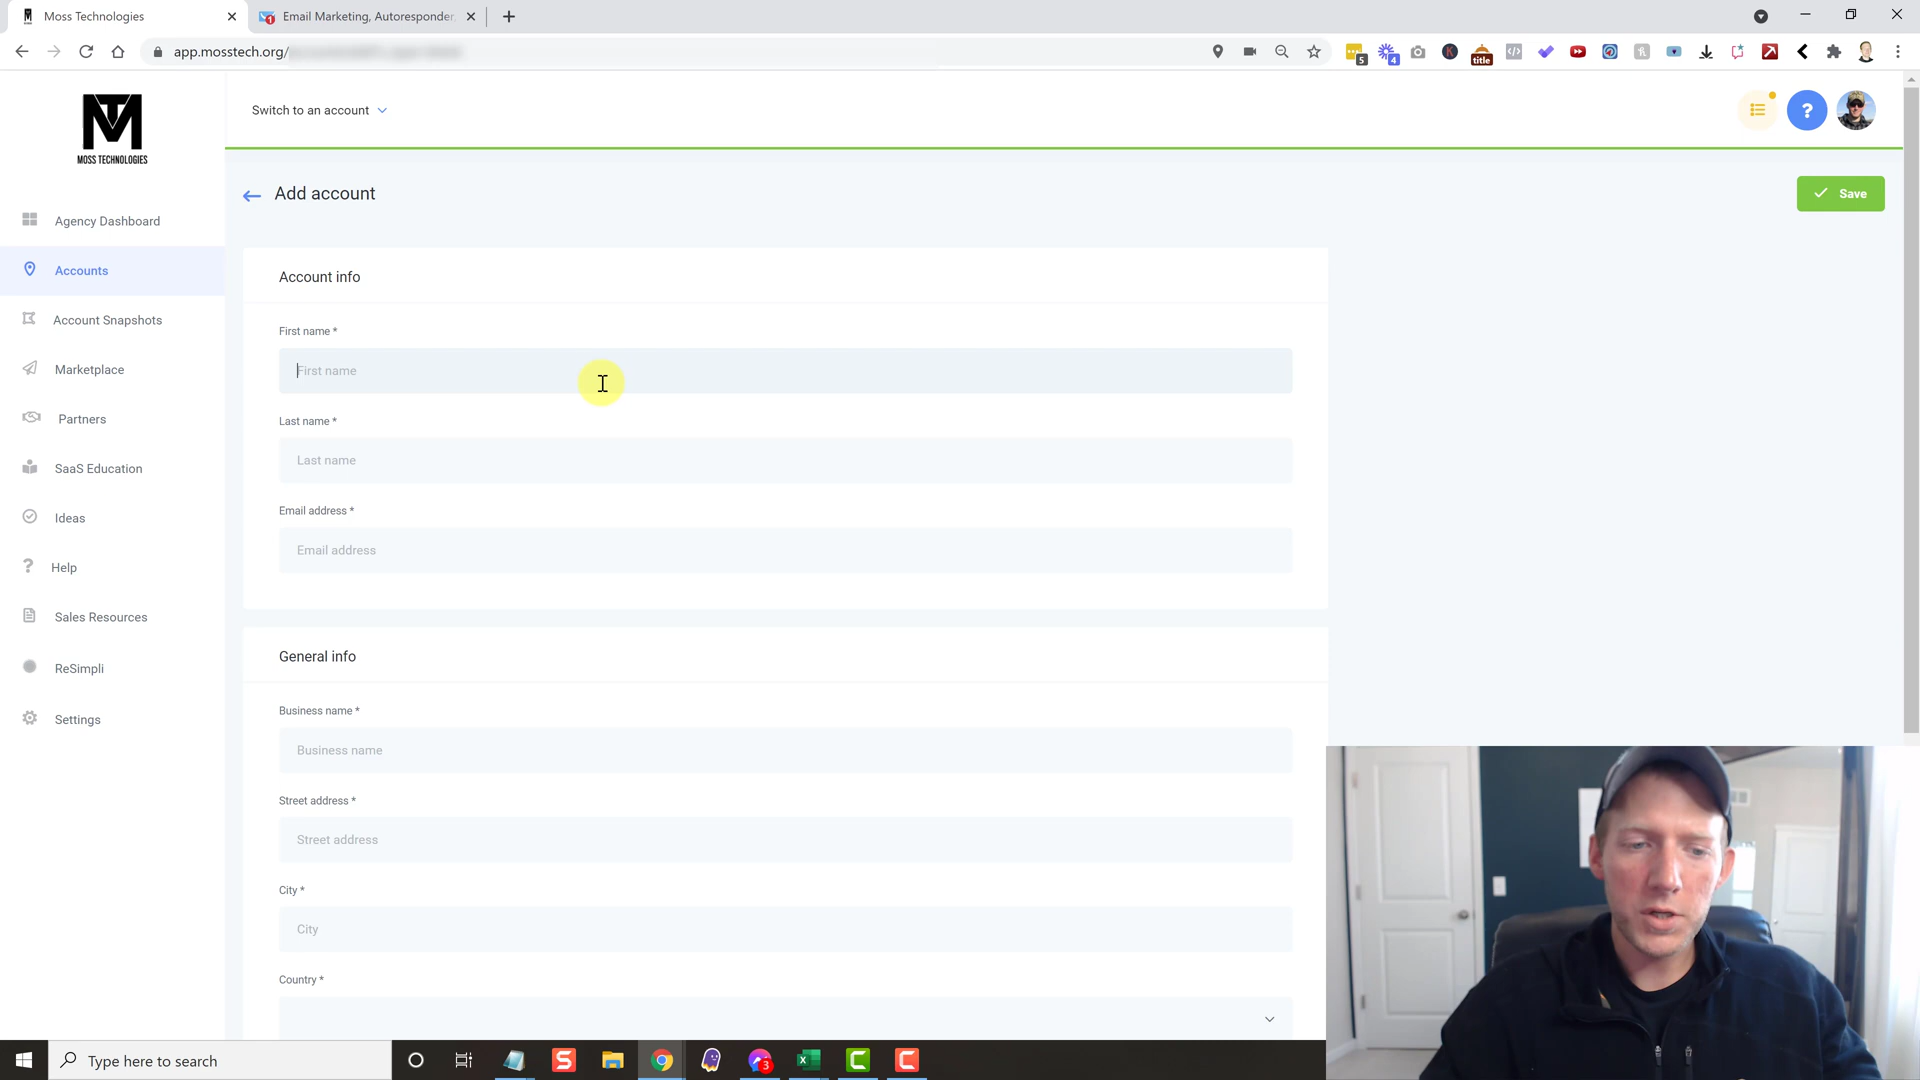 Moss Technologies
Email Marketing, Autoresponder,
app.mosstech.org/
5
4
title
MOSS TECHNOLOGIES
Switch to an account
?
Add account
Save
Agency Dashboard
Accounts
Account Snapshots
Marketplace
Partners
SaaS Education
Ideas
Help
Sales Resources
ReSimpli
Settings
Account info
First name *
First name
Last name *
Last name
Email address *
Email address
General info
Business name *
Business name
Street address *
Street address
City *
City
Country *
Type here to search
3